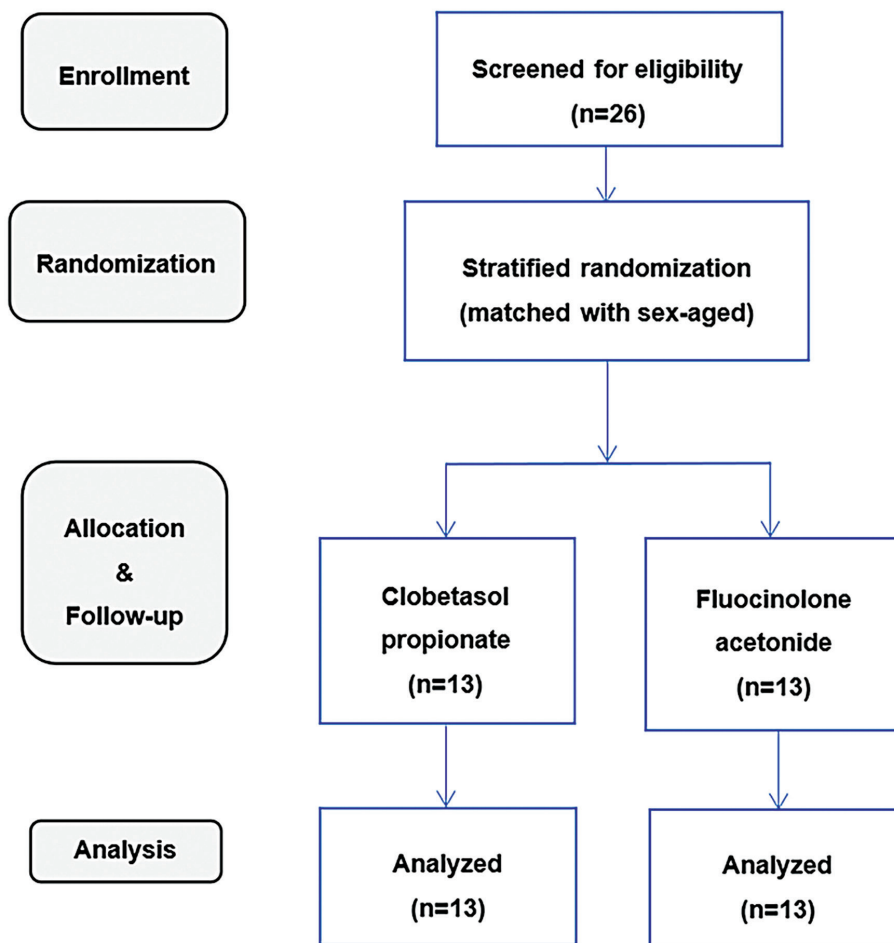 Enrollment
Screened for eligibility
(n=26)
Randomization
Stratified randomization
(matched with sex-aged)
Allocation
&
Follow-up
Clobetasol
propionate
(n=13)
Fluocinolone
acetonide
(n=13)
Analysis
Analyzed
(n=13)
Analyzed
(n=13)